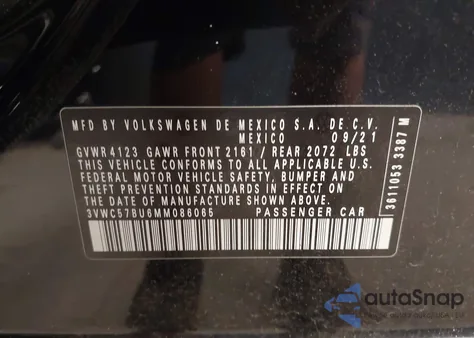 MFD BY VOLKSWAGEN DE MEXICO S.A. DE C.V.
MEXICO 09/21
GVWR 4123 GAWR FRONT 2161 / REAR 2072 LBS
THIS VEHICLE CONFORMS TO ALL APPLICABLE U.S.
FEDERAL MOTOR VEHICLE SAFETY, BUMPER AND
THEFT PREVENTION STANDARDS IN EFFECT ON
THE DATE OF MANUFACTURE SHOWN ABOVE.
3VWC57BU6MM086065 PASSENGER CAR
3611053 3387 M
autoSnap